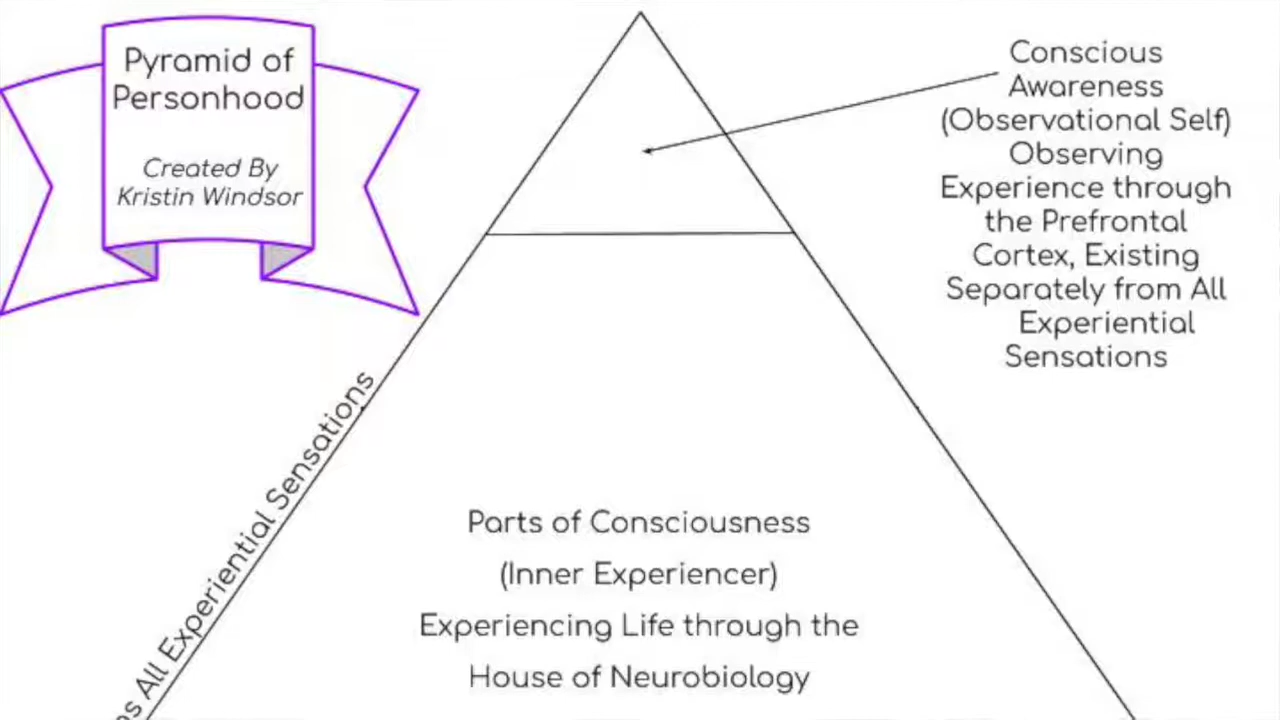 Pyramid of
Personhood
Created By
Kristin Windsor
Conscious
Awareness
(Observational Self)
Observing
Experience through
the Prefrontal
Cortex, Existing
Separately from All
Experiential
Sensations
All Experiential Sensations
Parts of Consciousness
(Inner Experiencer)
Experiencing Life through the
House of Neurobiology